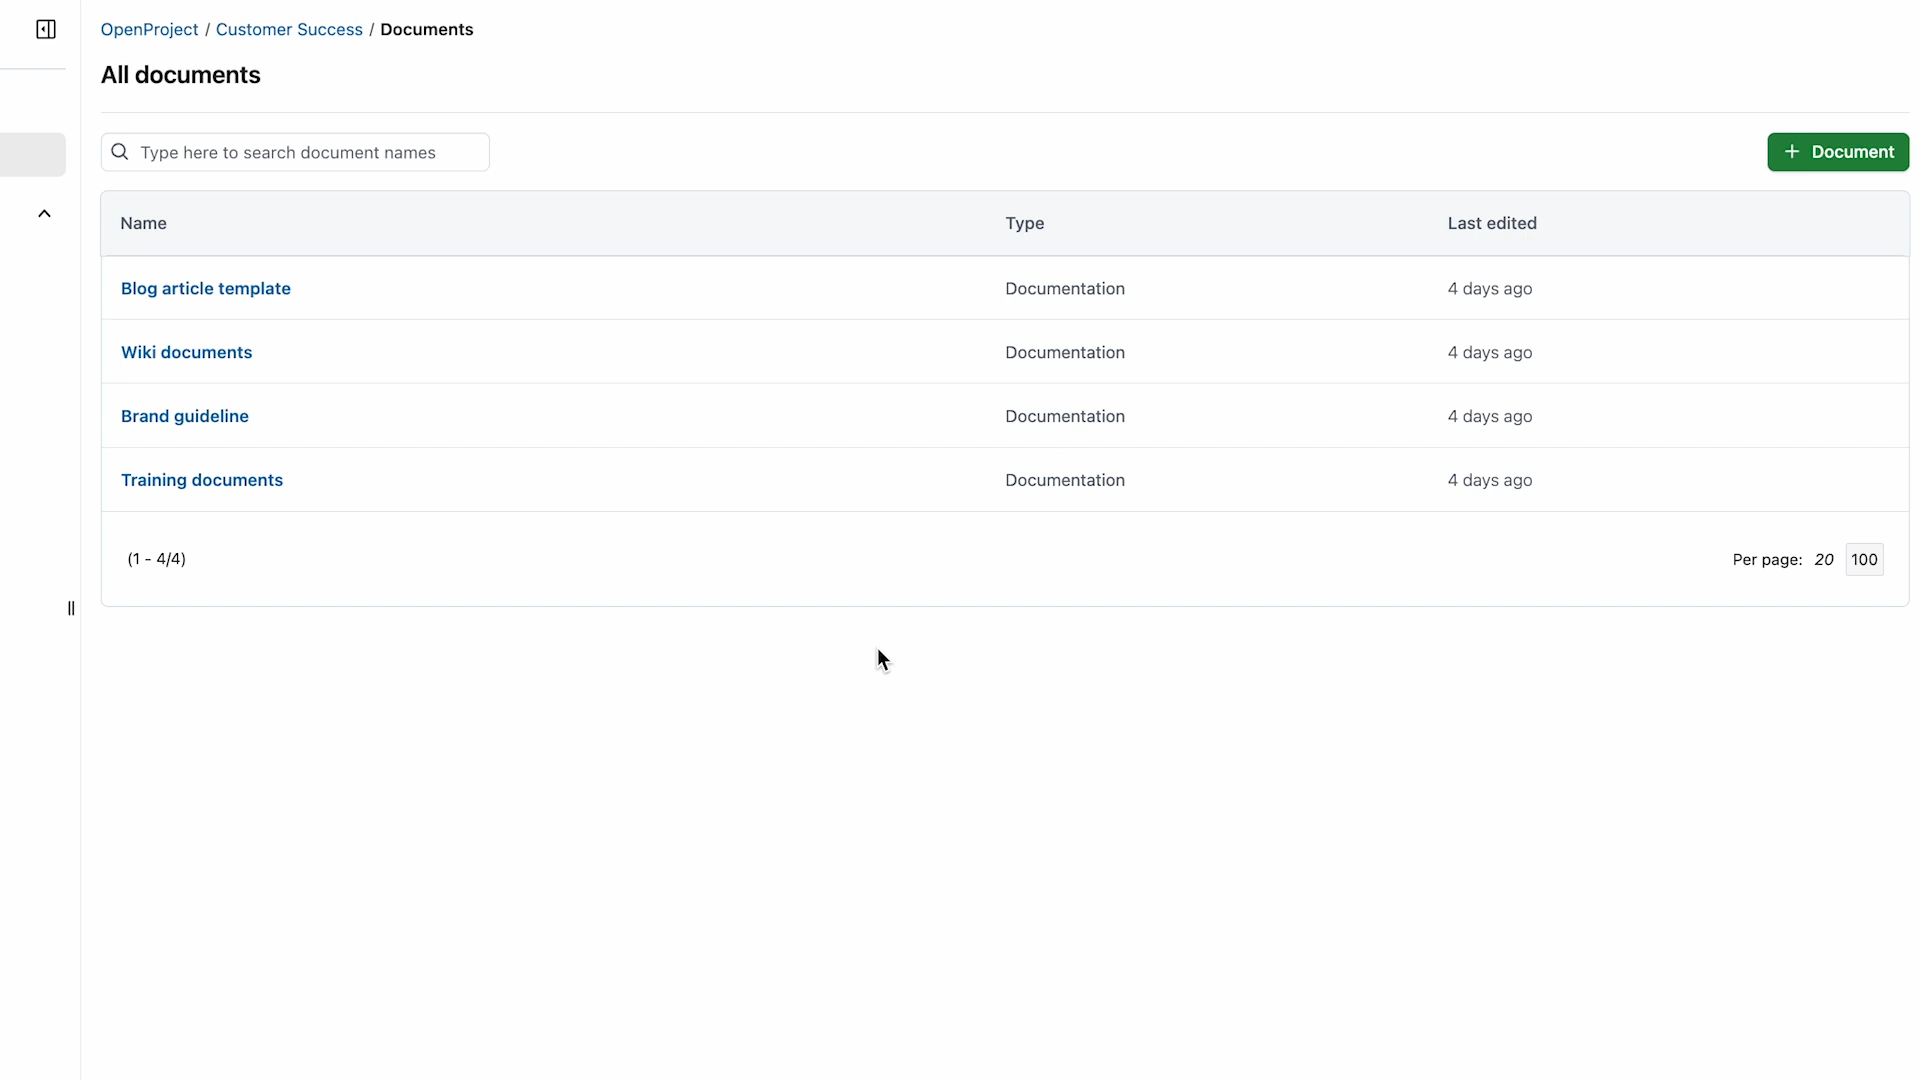 OpenProject / Customer Success / Documents
All documents
Type here to search document names
+ Document
Name Type Last edited
Blog article template Documentation 4 days ago
Wiki documents Documentation 4 days ago
Brand guideline Documentation 4 days ago
Training documents Documentation 4 days ago
(1 - 4/4) Per page: 20 100